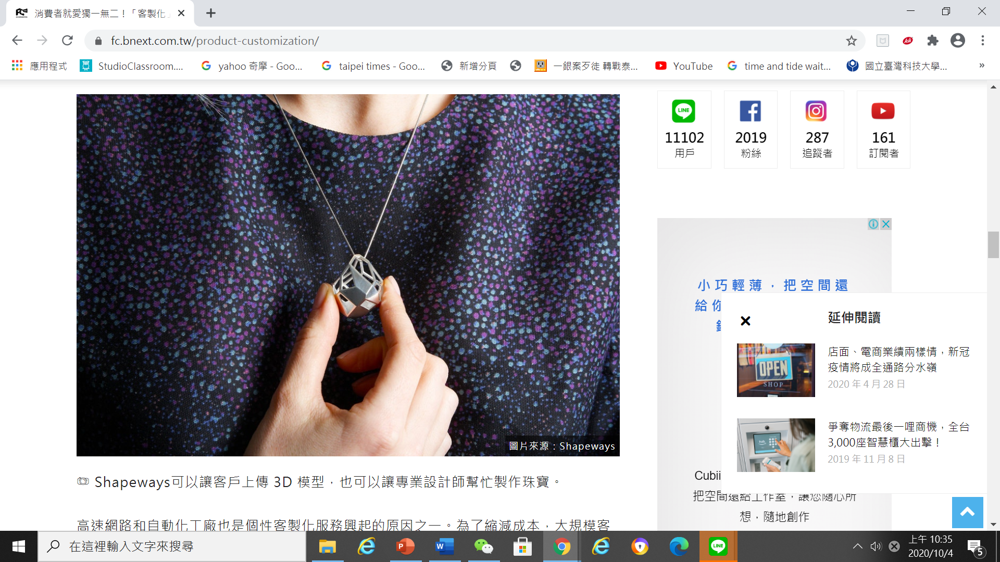 消費者就愛獨一無二！「客製化」
fc.bnext.com.tw/product-customization/
Ask
應用程式
StudioClassroom....
yahoo 奇摩 - Goo...
taipei times - Goo...
新增分頁
一銀案歹徒 轉戰泰...
YouTube
time and tide wait...
國立臺灣科技大學...
»
LINE
11102
用戶
2019
粉絲
287
追蹤者
161
訂閱者
圖片來源：Shapeways
Shapeways可以讓客戶上傳 3D 模型，也可以讓專業設計師幫忙製作珠寶。
高速網路和自動化工廠也是個性客製化服務興起的原因之一。為了縮減成本，大規模客
小巧輕薄，把空間還
給你
延伸閱讀
OPEN
SHOP
店面、電商業績兩樣情，新冠
疫情將成全通路分水嶺
2020 年 4 月 28 日
爭奪物流最後一哩商機，全台
3,000座智慧櫃大出擊！
2019 年 11 月 8 日
Cubii
把空間還給工作室，讓您隨心所
想，隨地創作
在這裡輸入文字來搜尋
LINE
上午 10:35
2020/10/4
5